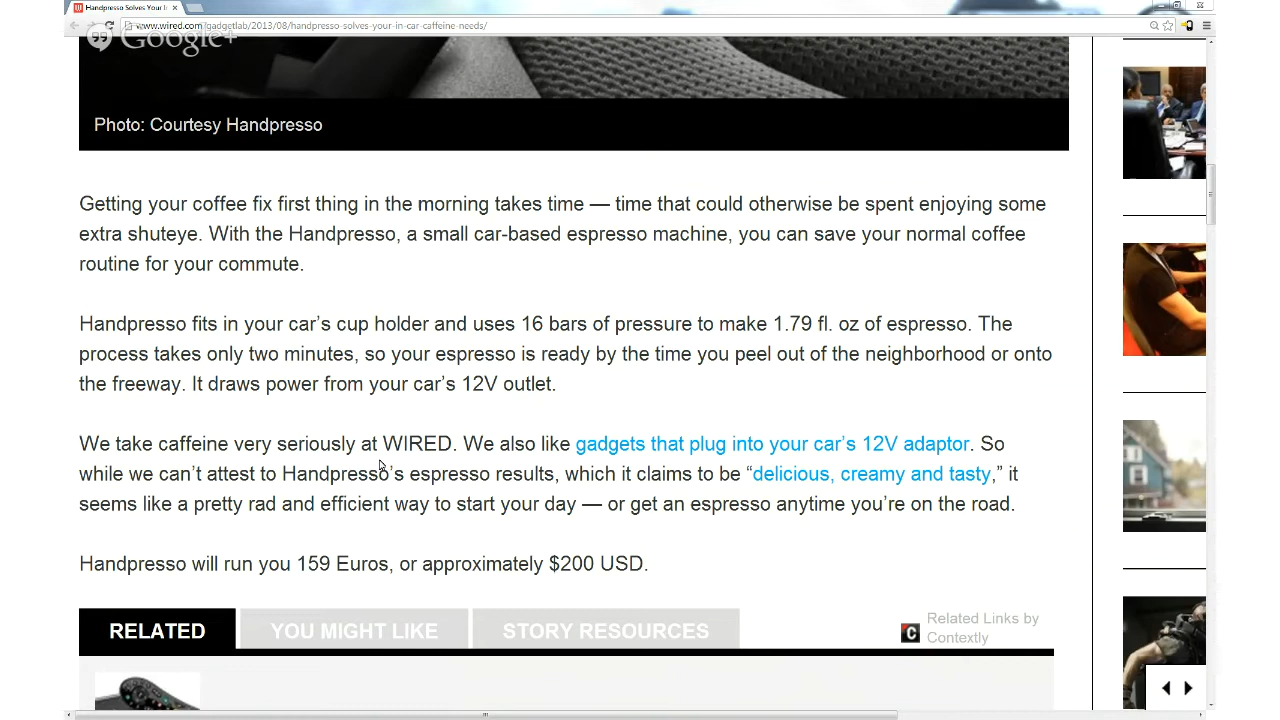 Handpresso Solves Your I
www.wired.com/gadgetlab/2013/08/handpresso-solves-your-in-car-caffeine-needs/
Google+
Photo: Courtesy Handpresso
Getting your coffee fix first thing in the morning takes time — time that could otherwise be spent enjoying some
extra shuteye. With the Handpresso, a small car-based espresso machine, you can save your normal coffee
routine for your commute.
Handpresso fits in your car’s cup holder and uses 16 bars of pressure to make 1.79 fl. oz of espresso. The
process takes only two minutes, so your espresso is ready by the time you peel out of the neighborhood or onto
the freeway. It draws power from your car’s 12V outlet.
We take caffeine very seriously at WIRED. We also like gadgets that plug into your car’s 12V adaptor. So
while we can’t attest to Handpresso’s espresso results, which it claims to be “delicious, creamy and tasty,” it
seems like a pretty rad and efficient way to start your day — or get an espresso anytime you’re on the road.
Handpresso will run you 159 Euros, or approximately $200 USD.
RELATED
YOU MIGHT LIKE
STORY RESOURCES
Related Links by
Contextly